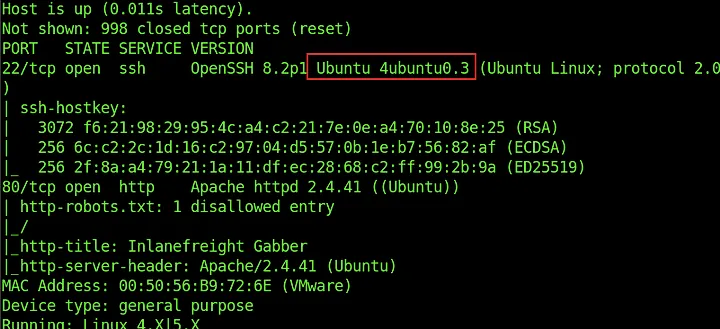 Host is up (0.011s latency).
Not shown: 998 closed tcp ports (reset)
PORT   STATE SERVICE VERSION
22/tcp open  ssh     OpenSSH 8.2p1 Ubuntu 4ubuntu0.3 (Ubuntu Linux; protocol 2.0
)
| ssh-hostkey:
|   3072 f6:21:98:29:95:4c:a4:c2:21:7e:0e:a4:70:10:8e:25 (RSA)
|   256 6c:c2:2c:1d:16:c2:97:04:d5:57:0b:1e:b7:56:82:af (ECDSA)
|_  256 2f:8a:a4:79:21:1a:11:df:ec:28:68:c2:ff:99:2b:9a (ED25519)
80/tcp open  http    Apache httpd 2.4.41 ((Ubuntu))
| http-robots.txt: 1 disallowed entry
|_/
|_http-title: Inlanefreight Gabber
|_http-server-header: Apache/2.4.41 (Ubuntu)
MAC Address: 00:50:56:B9:72:6E (VMware)
Device type: general purpose
Running: Linux 4.X|5.X